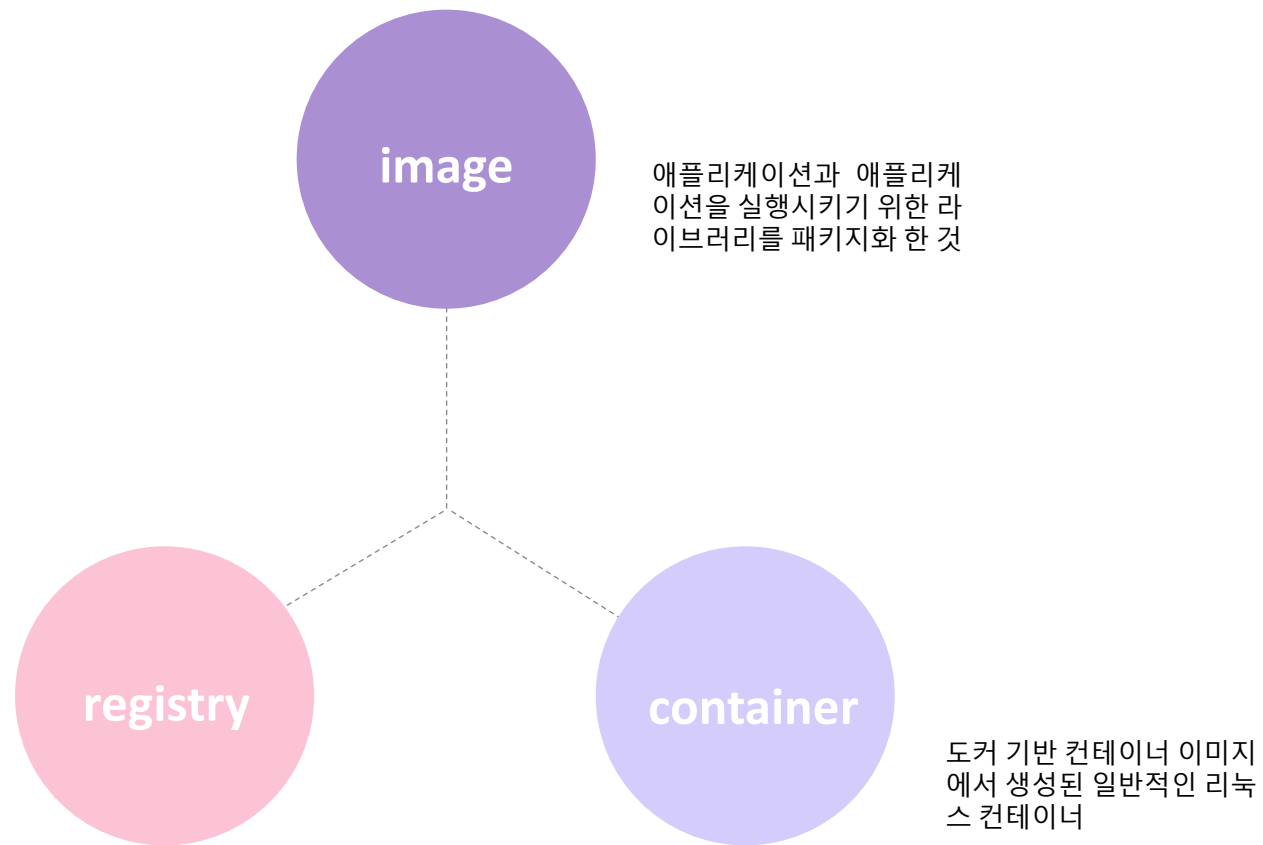 image
애플리케이션과 애플리케
이션을 실행시키기 위한 라
이브러리를 패키지화 한 것
registry
container
도커 기반 컨테이너 이미지
에서 생성된 일반적인 리눅
스 컨테이너